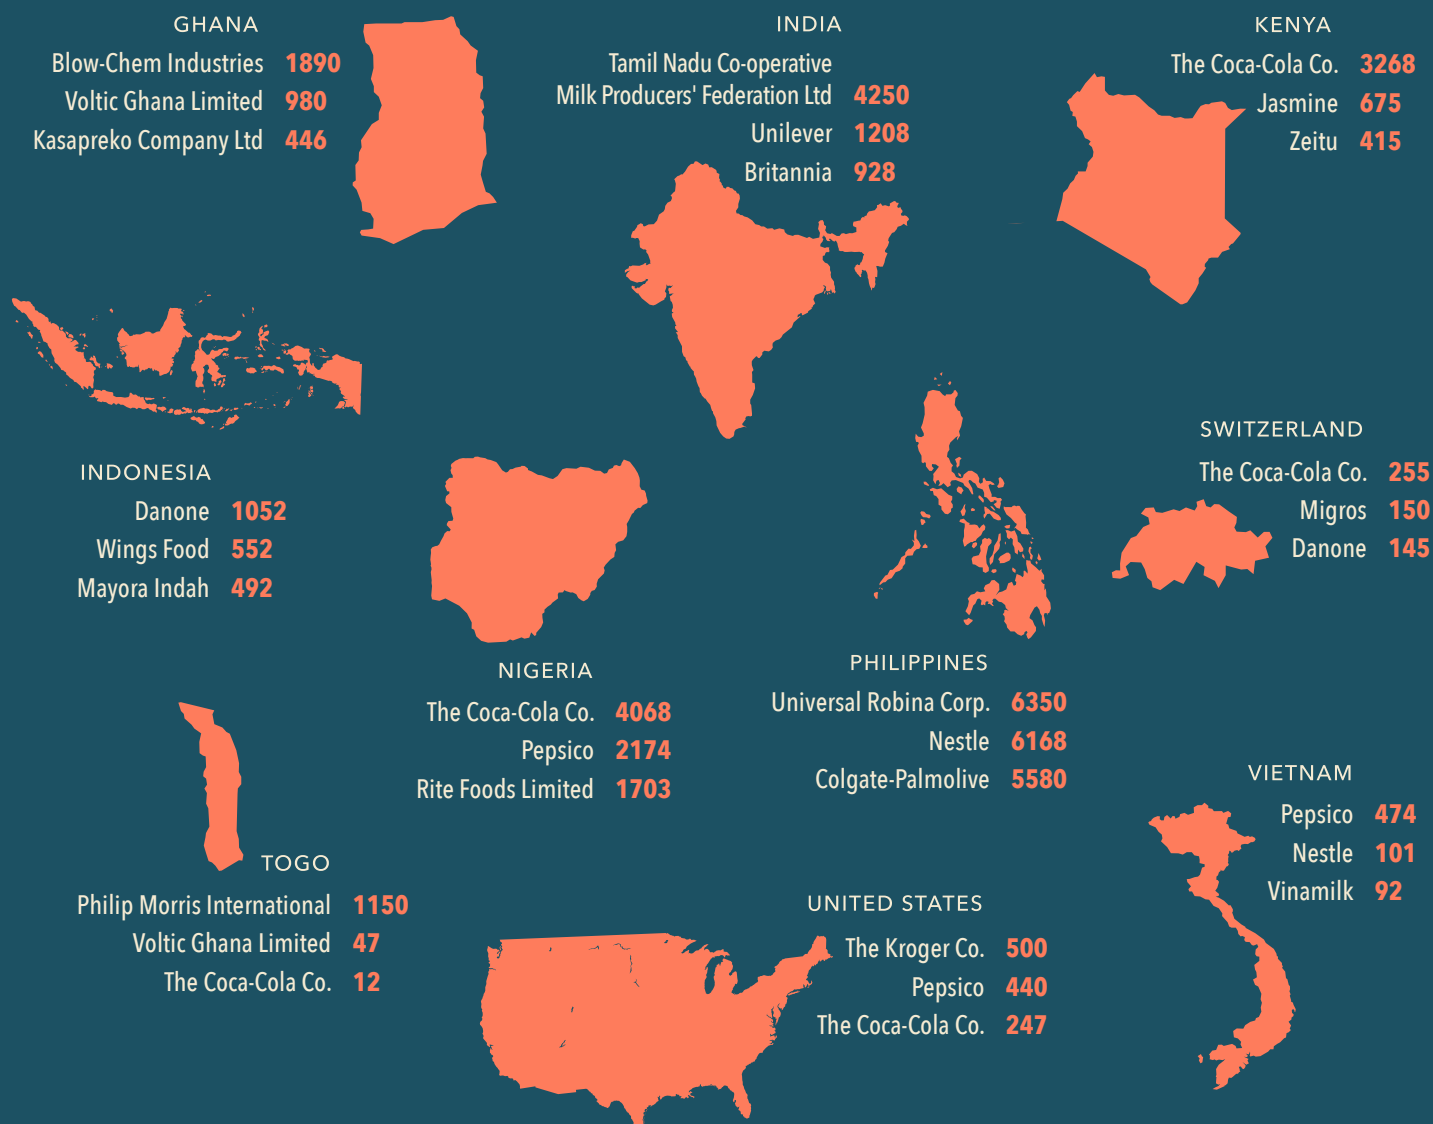 GHANA
Blow-Chem Industries 1890
Voltic Ghana Limited 980
Kasapreko Company Ltd 446
INDIA
Tamil Nadu Co-operative
Milk Producers' Federation Ltd 4250
Unilever 1208
Britannia 928
KENYA
The Coca-Cola Co. 3268
Jasmine 675
Zeitu 415
INDONESIA
Danone 1052
Wings Food 552
Mayora Indah 492
SWITZERLAND
The Coca-Cola Co. 255
Migros 150
Danone 145
NIGERIA
The Coca-Cola Co. 4068
Pepsico 2174
Rite Foods Limited 1703
PHILIPPINES
Universal Robina Corp. 6350
Nestle 6168
Colgate-Palmolive 5580
VIETNAM
Pepsico 474
Nestle 101
Vinamilk 92
TOGO
Philip Morris International 1150
Voltic Ghana Limited 47
The Coca-Cola Co. 12
UNITED STATES
The Kroger Co. 500
Pepsico 440
The Coca-Cola Co. 247